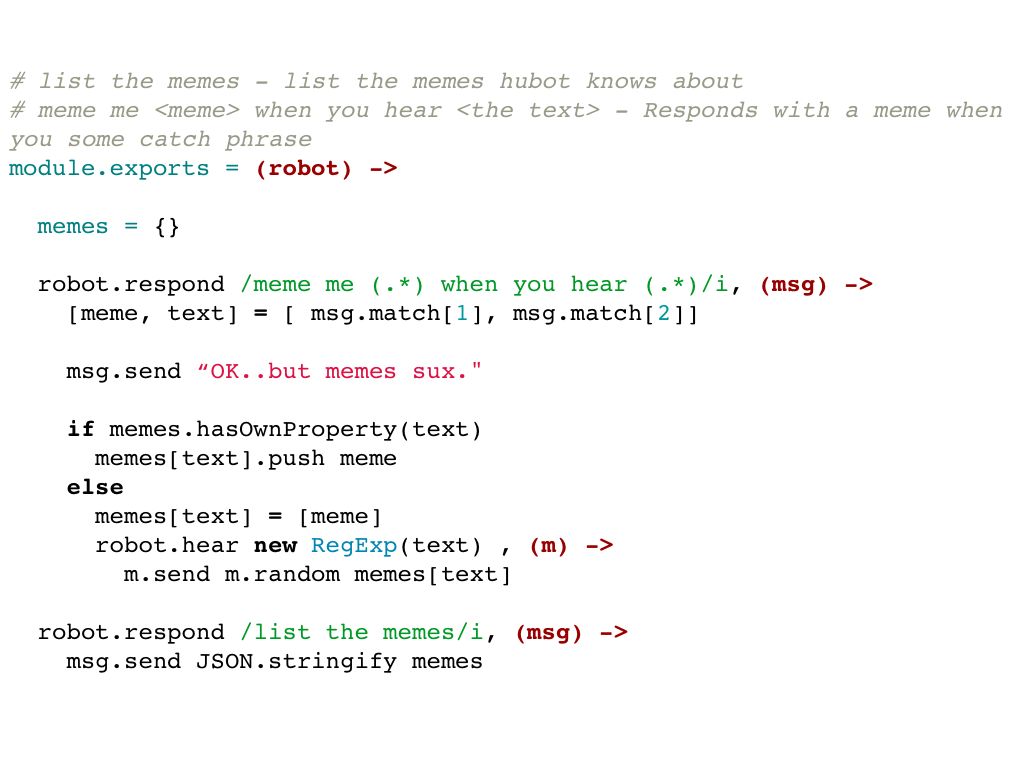 # list the memes - list the memes hubot knows about
# meme me <meme> when you hear <the text> - Responds with a meme when
you some catch phrase
module.exports = (robot) ->
  memes = {}
  robot.respond /meme me (.*) when you hear (.*)/i, (msg) ->
    [meme, text] = [ msg.match[1], msg.match[2]]
    msg.send “OK..but memes sux."
    if memes.hasOwnProperty(text)
      memes[text].push meme
    else
      memes[text] = [meme]
      robot.hear new RegExp(text) , (m) ->
        m.send m.random memes[text]
  robot.respond /list the memes/i, (msg) ->
    msg.send JSON.stringify memes